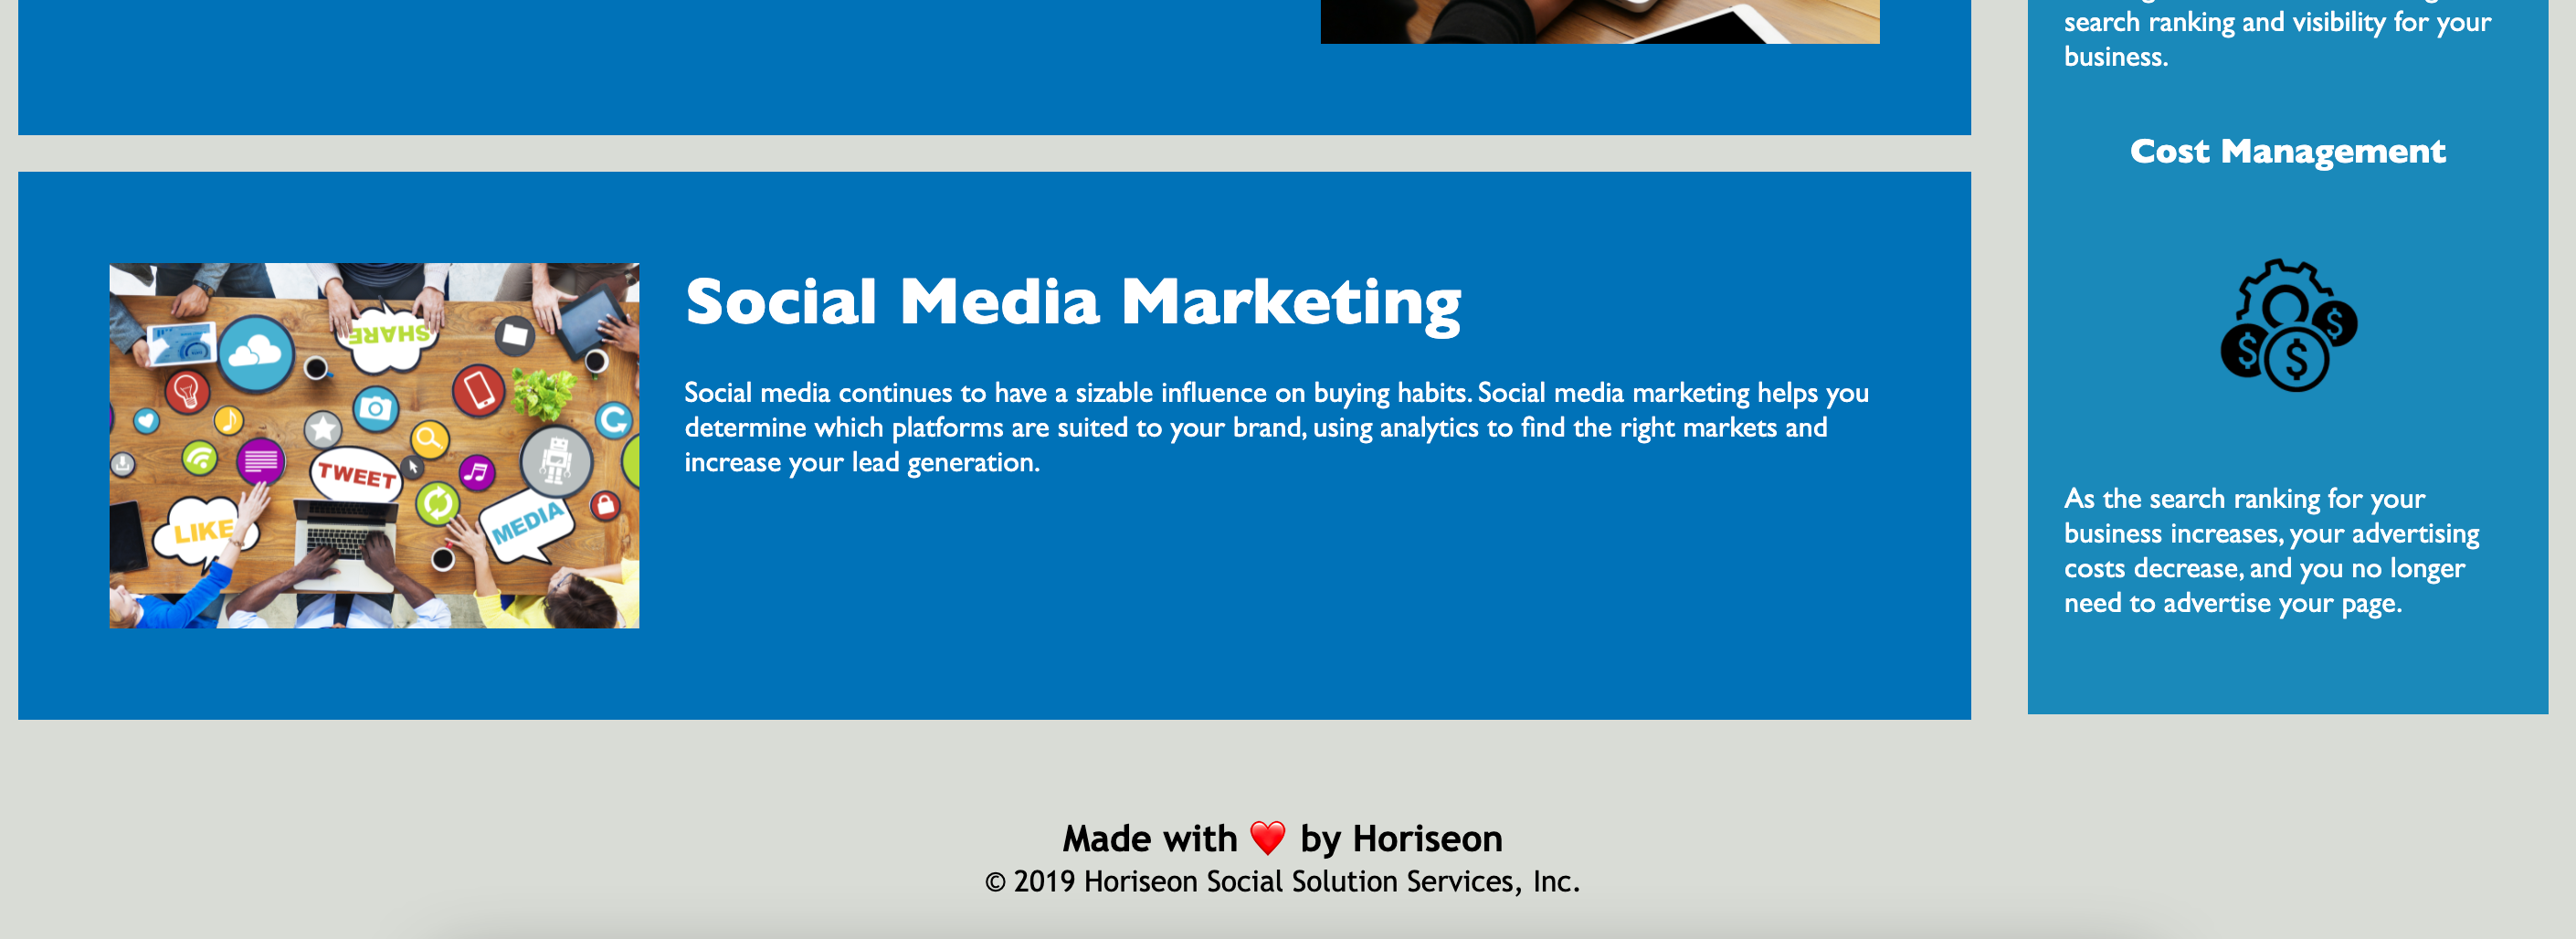 Social Media Marketing
Social media continues to have a sizable influence on buying habits. Social media marketing helps you
determine which platforms are suited to your brand, using analytics to find the right markets and
increase your lead generation.
SHARE
TWEET
LIKE
MEDIA
search ranking and visibility for your
business.
Cost Management
$
$
$
As the search ranking for your
business increases, your advertising
costs decrease, and you no longer
need to advertise your page.
Made with ❤️ by Horiseon
© 2019 Horiseon Social Solution Services, Inc.